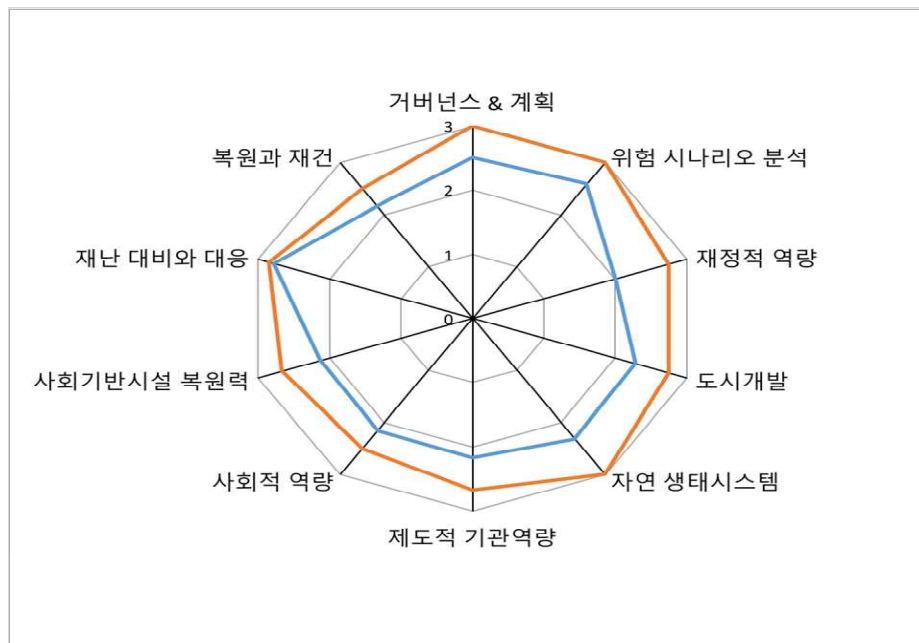 거버넌스 & 계획
3
복원과 재건
위험 시나리오 분석
2
재난 대비와 대응
재정적 역량
1
0
사회기반시설 복원력
도시개발
사회적 역량
자연 생태시스템
제도적 기관역량